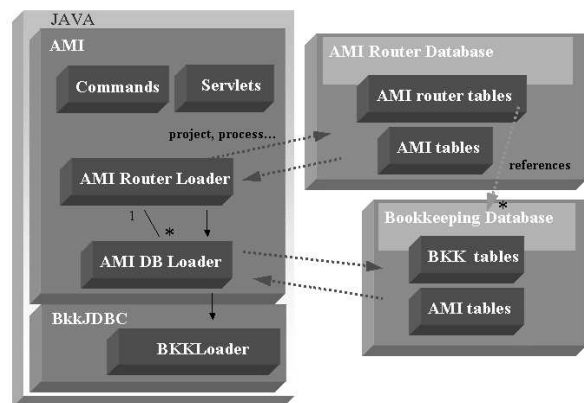 JAVA
AMI
Commands
Servlets
project, process...
AMI Router Loader
1
*
AMI DB Loader
BkkJDBC
BKKLoader
AMI Router Database
AMI router tables
AMI tables
references
*
Bookkeeping Database
BKK tables
AMI tables